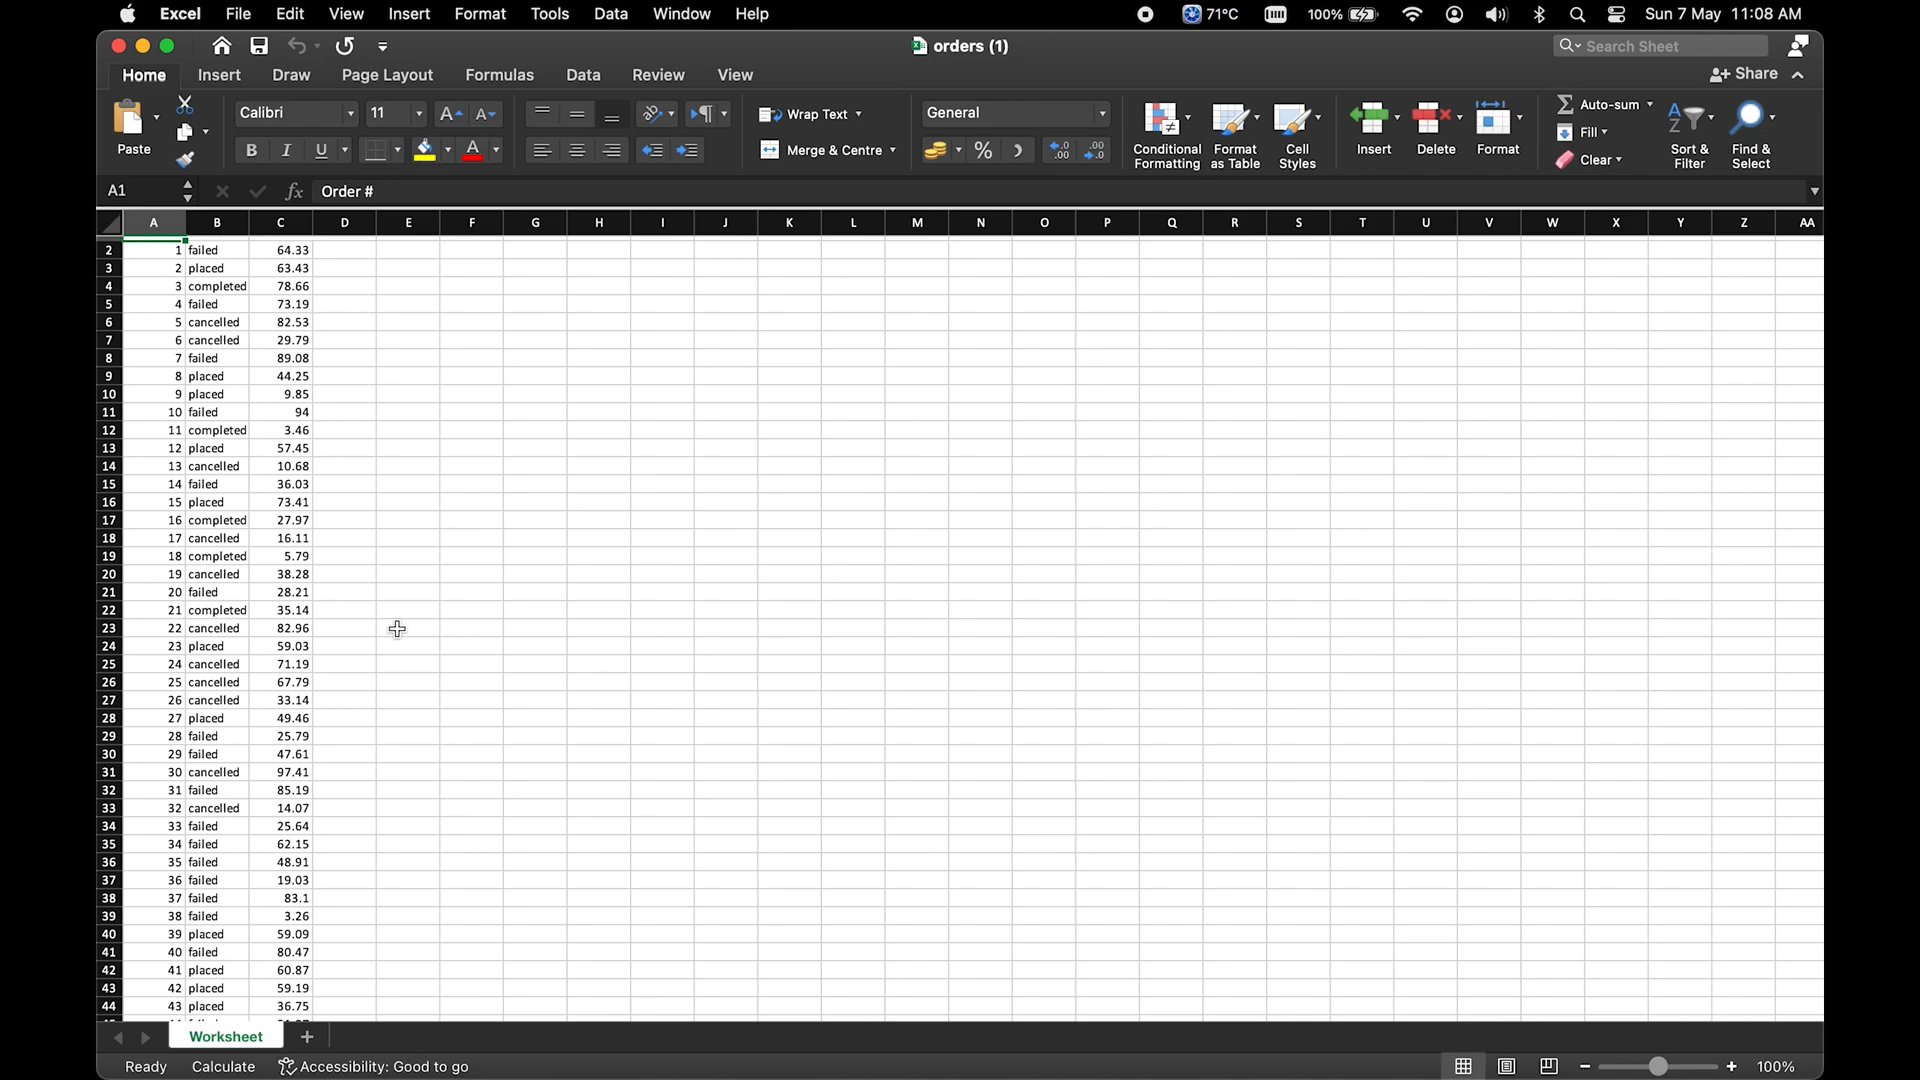 Excel File Edit View Insert Format Tools Data Window Help 71°C 100% Sun 7 May 11:08 AM
orders (1) Search Sheet
Home Insert Draw Page Layout Formulas Data Review View Share
Paste Calibri 11 Wrap Text General Conditional Formatting Format as Table Cell Styles Insert Delete Format Auto-sum Sort & Filter Find & Select
B I U Merge & Centre % Fill
Clear
A1 fx Order #
A B C D E F G H I J K L M N O P Q R S T U V W X Y Z AA
2 1 failed 64.33
3 2 placed 63.43
4 3 completed 78.66
5 4 failed 73.19
6 5 cancelled 82.53
7 6 cancelled 29.79
8 7 failed 89.08
9 8 placed 44.25
10 9 placed 9.85
11 10 failed 94
12 11 completed 3.46
13 12 placed 57.45
14 13 cancelled 10.68
15 14 failed 36.03
16 15 placed 73.41
17 16 completed 27.97
18 17 cancelled 16.11
19 18 completed 5.79
20 19 cancelled 38.28
21 20 failed 28.21
22 21 completed 35.14
23 22 cancelled 82.96
24 23 placed 59.03
25 24 cancelled 71.19
26 25 cancelled 67.79
27 26 cancelled 33.14
28 27 placed 49.46
29 28 failed 25.79
30 29 failed 47.61
31 30 cancelled 97.41
32 31 failed 85.19
33 32 cancelled 14.07
34 33 failed 25.64
35 34 failed 62.15
36 35 failed 48.91
37 36 failed 19.03
38 37 failed 83.1
39 38 failed 3.26
40 39 placed 59.09
41 40 failed 80.47
42 41 placed 60.87
43 42 placed 59.19
44 43 placed 36.75
Worksheet
Ready Calculate Accessibility: Good to go 100%